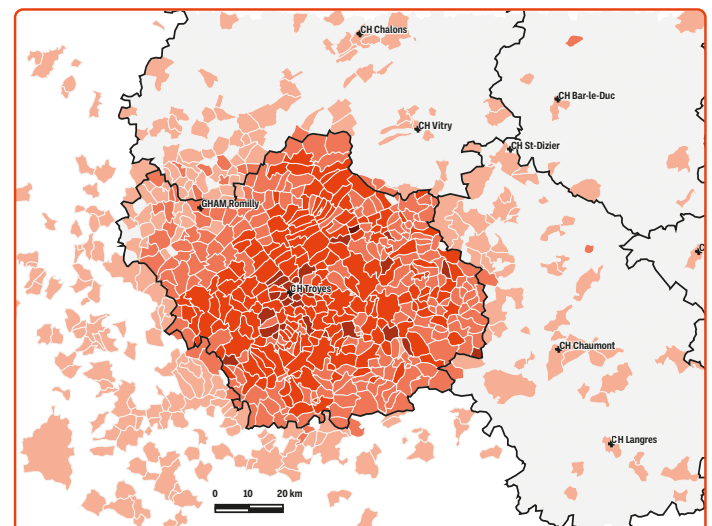 CH Chalons
CH Bar-le-Duc
CH Vitry
CH St-Dizier
GHAM Romilly
CH Troyes
CH Chaumont
CH Langres
0 10 20 km